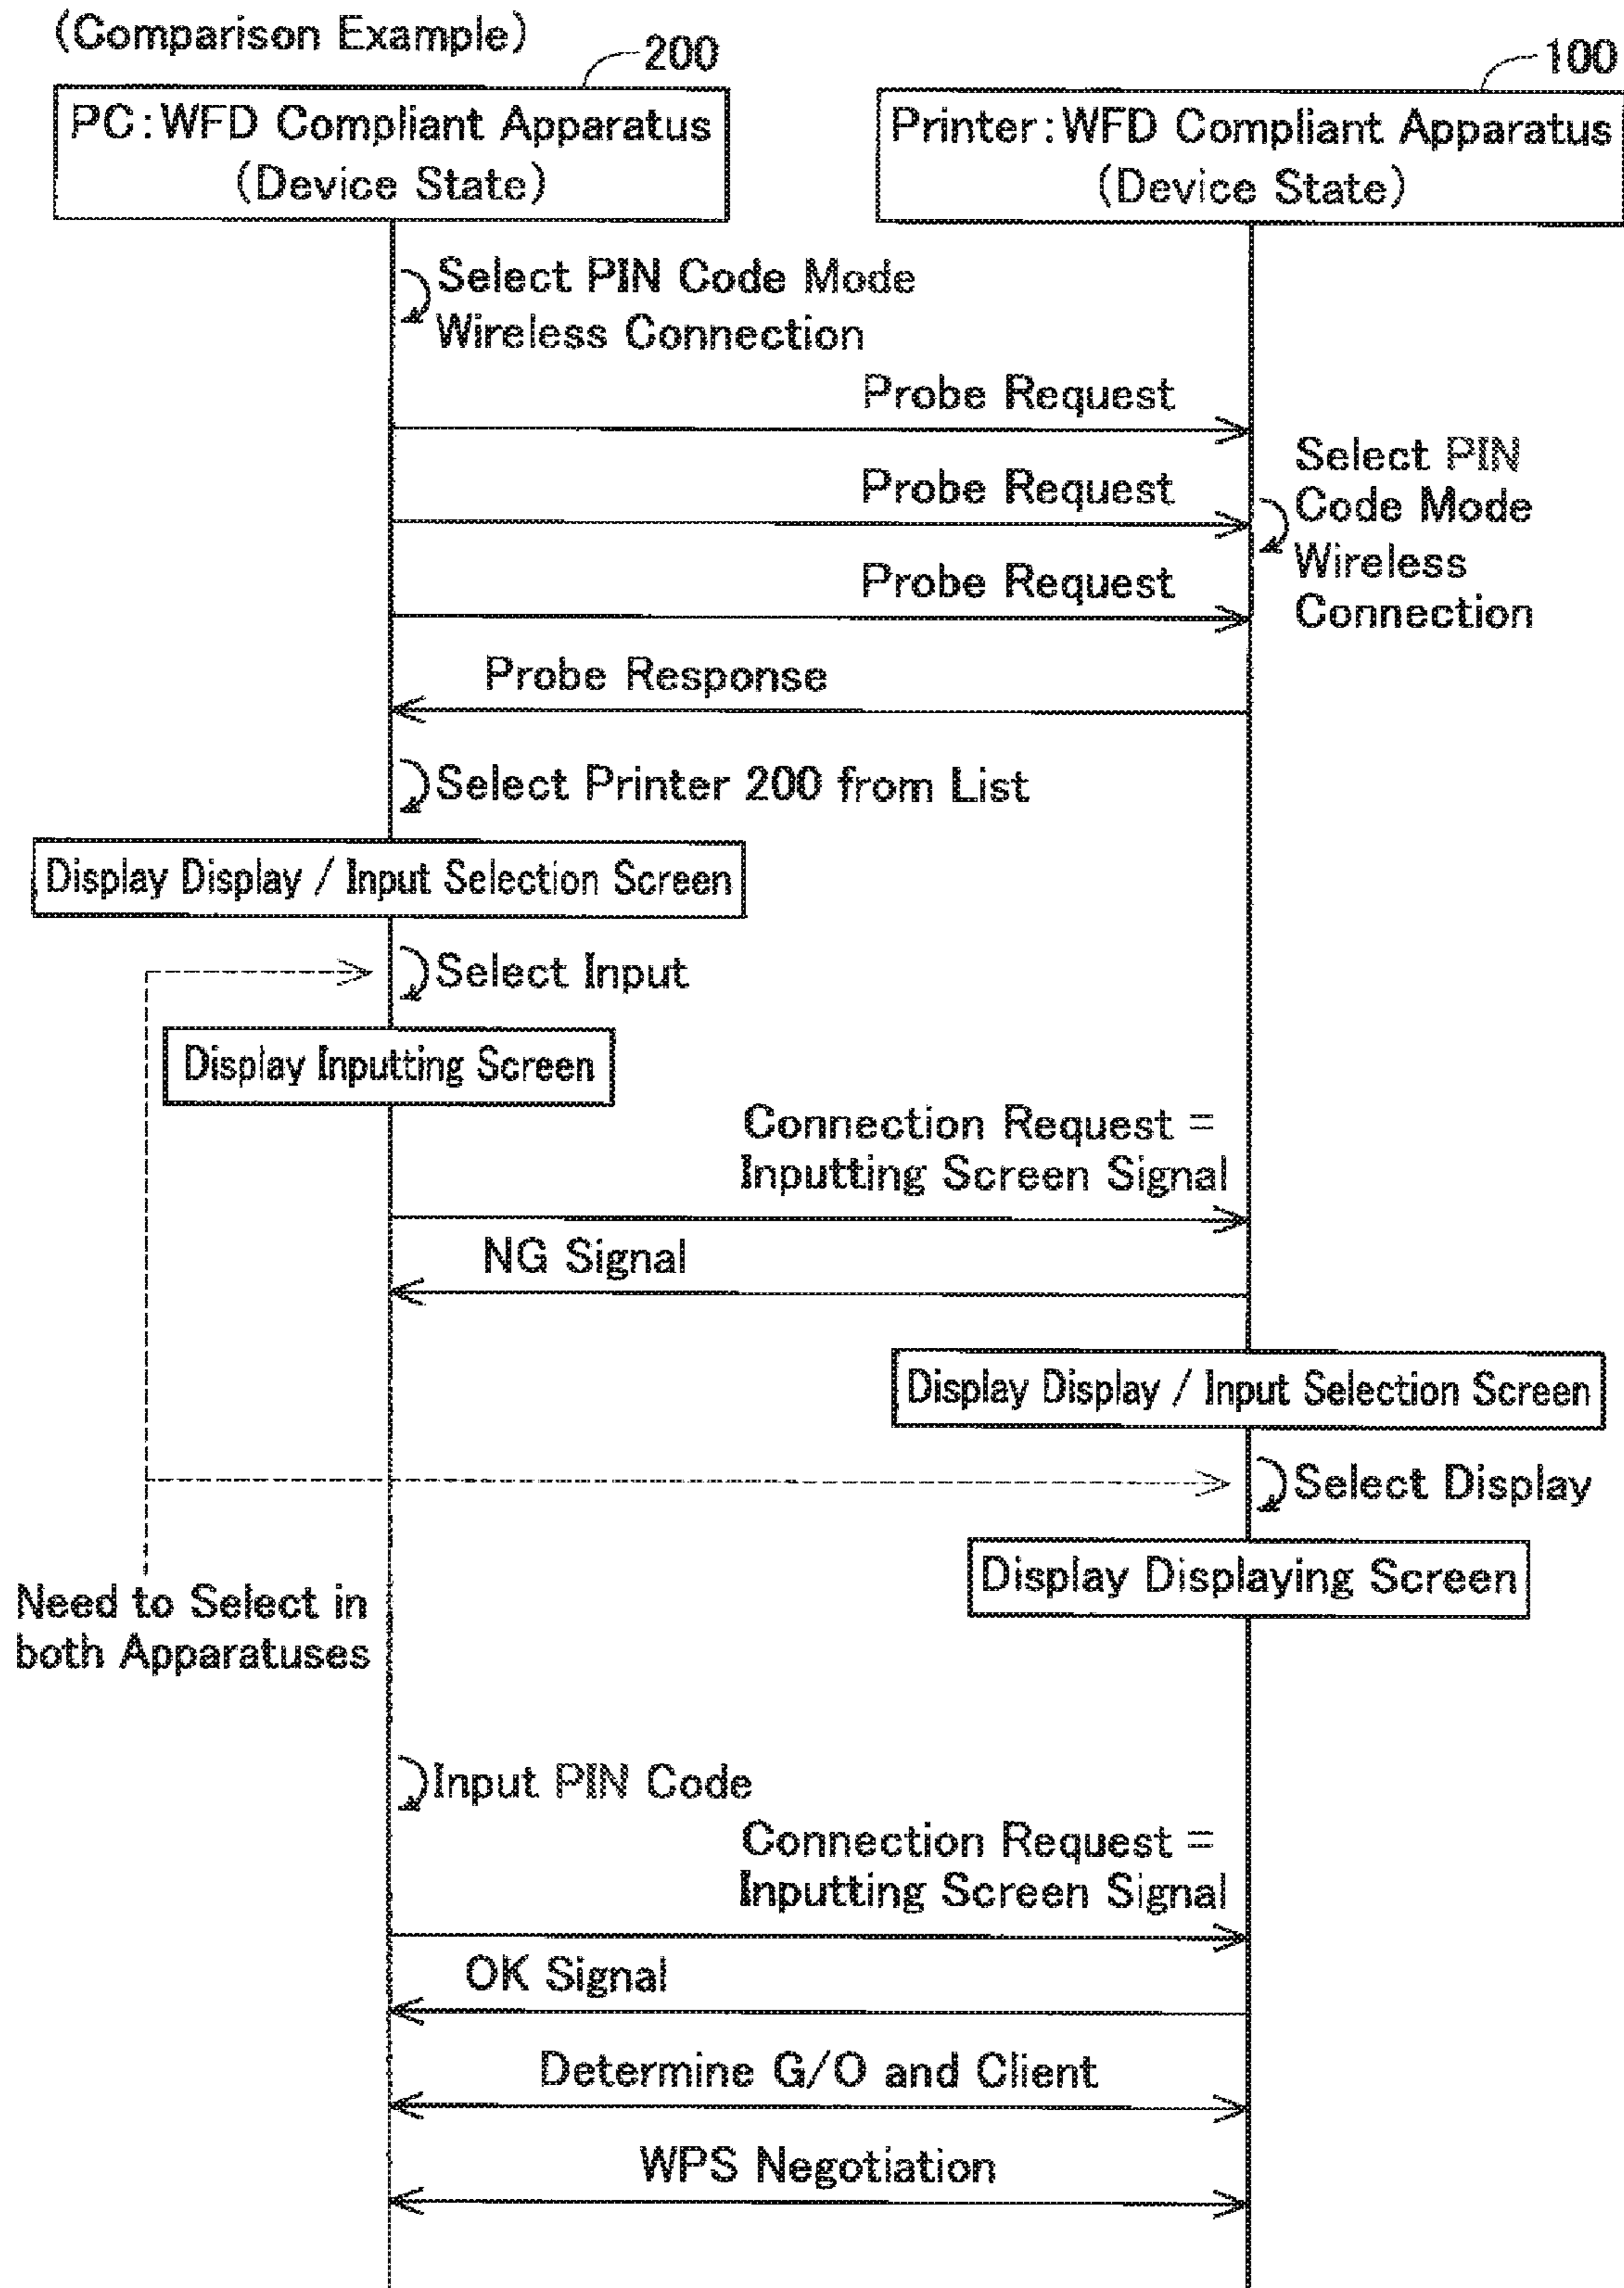 (Comparison Example)
200
100
PC:WFD Compliant Apparatus
(Device State)
Printer:WFD Compliant Apparatus
(Device State)
Select PIN Code Mode
Wireless Connection
Probe Request
Select PIN
Code Mode
Wireless
Connection
Probe Request
Probe Request
Probe Response
Select Printer 200 from List
Display Display / Input Selection Screen
Select Input
Display Inputting Screen
Connection Request =
Inputting Screen Signal
NG Signal
Display Display / Input Selection Screen
Select Display
Display Displaying Screen
Need to Select in
both Apparatuses
Input PIN Code
Connection Request =
Inputting Screen Signal
OK Signal
Determine G/O and Client
WPS Negotiation